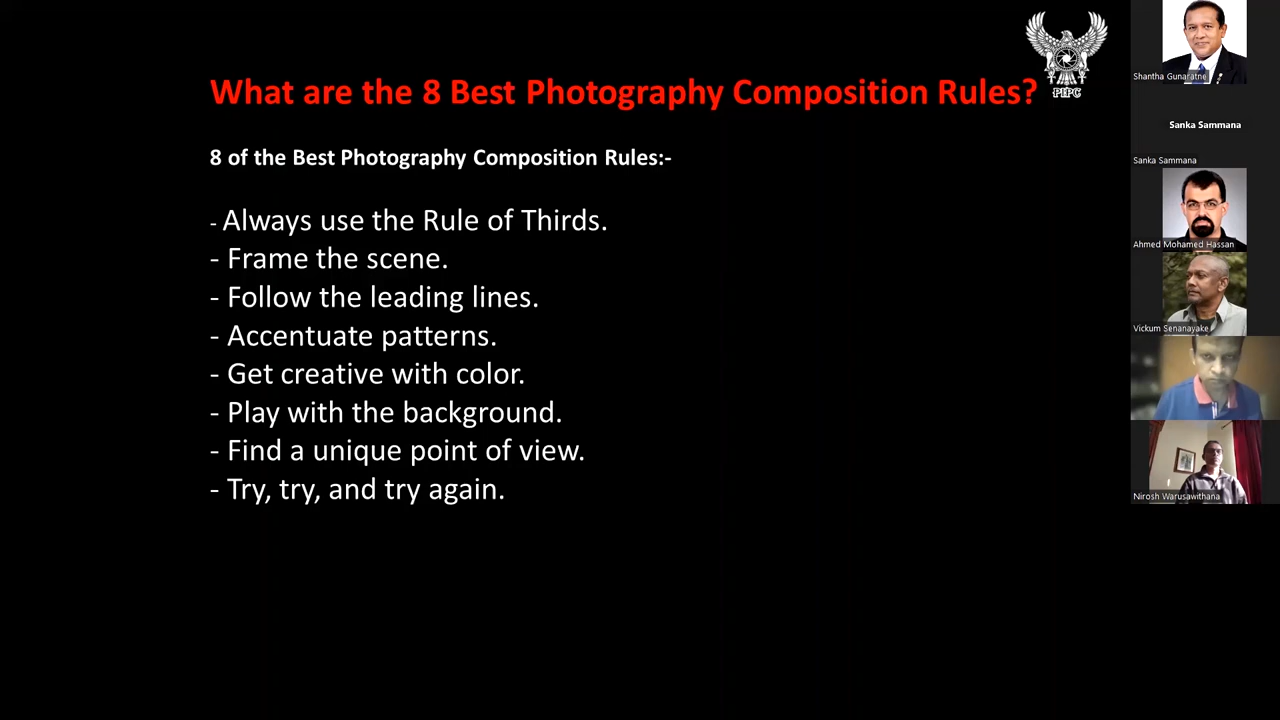 What are the 8 Best Photography Composition Rules?
PIPC
8 of the Best Photography Composition Rules:-
- Always use the Rule of Thirds.
- Frame the scene.
- Follow the leading lines.
- Accentuate patterns.
- Get creative with color.
- Play with the background.
- Find a unique point of view.
- Try, try, and try again.
Shantha Gunaratne
Sanka Sammana
Sanka Sammana
Ahmed Mohamed Hassan
Vickum Senanayake
Nirosh Warusawithana